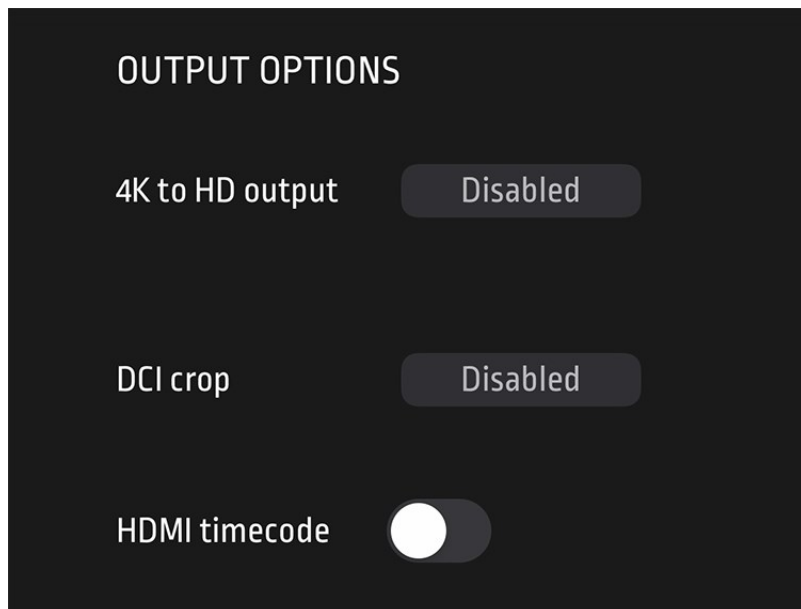 OUTPUT OPTIONS
4K to HD output Disabled
DCI crop Disabled
HDMI timecode